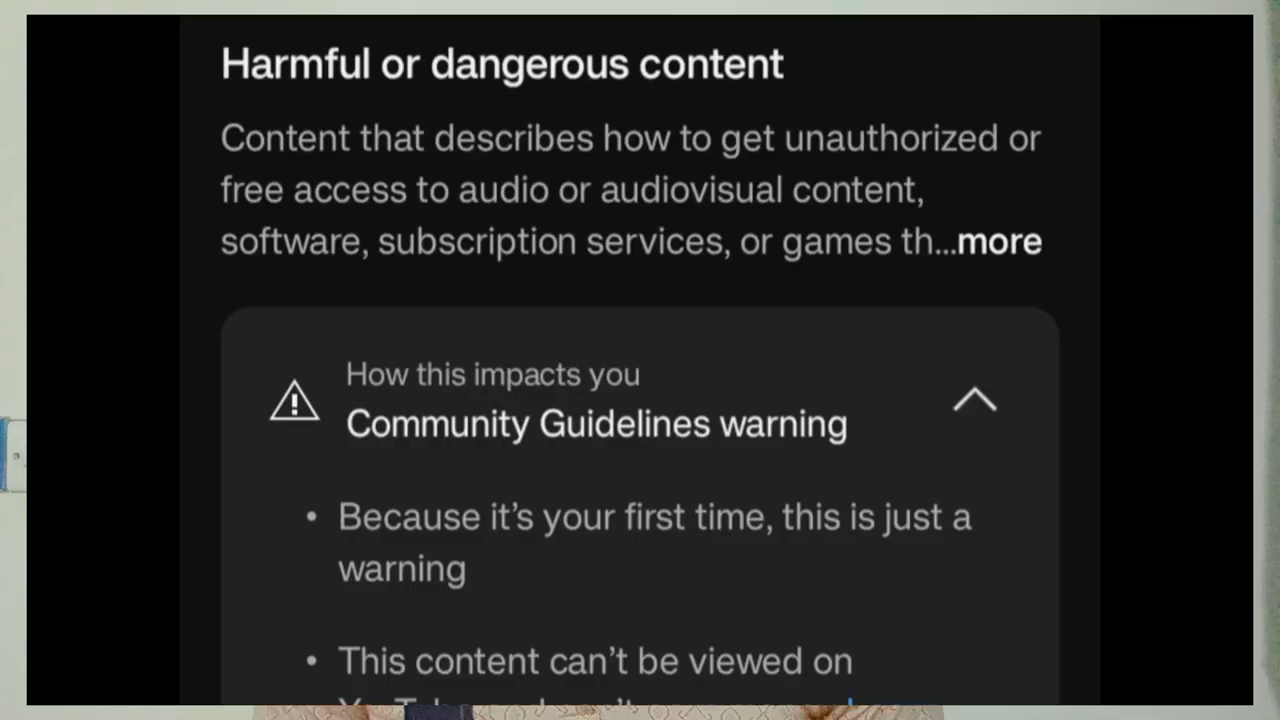 Harmful or dangerous content
Content that describes how to get unauthorized or
free access to audio or audiovisual content,
software, subscription services, or games th...more
How this impacts you
Community Guidelines warning
• Because it's your first time, this is just a
warning
• This content can't be viewed on